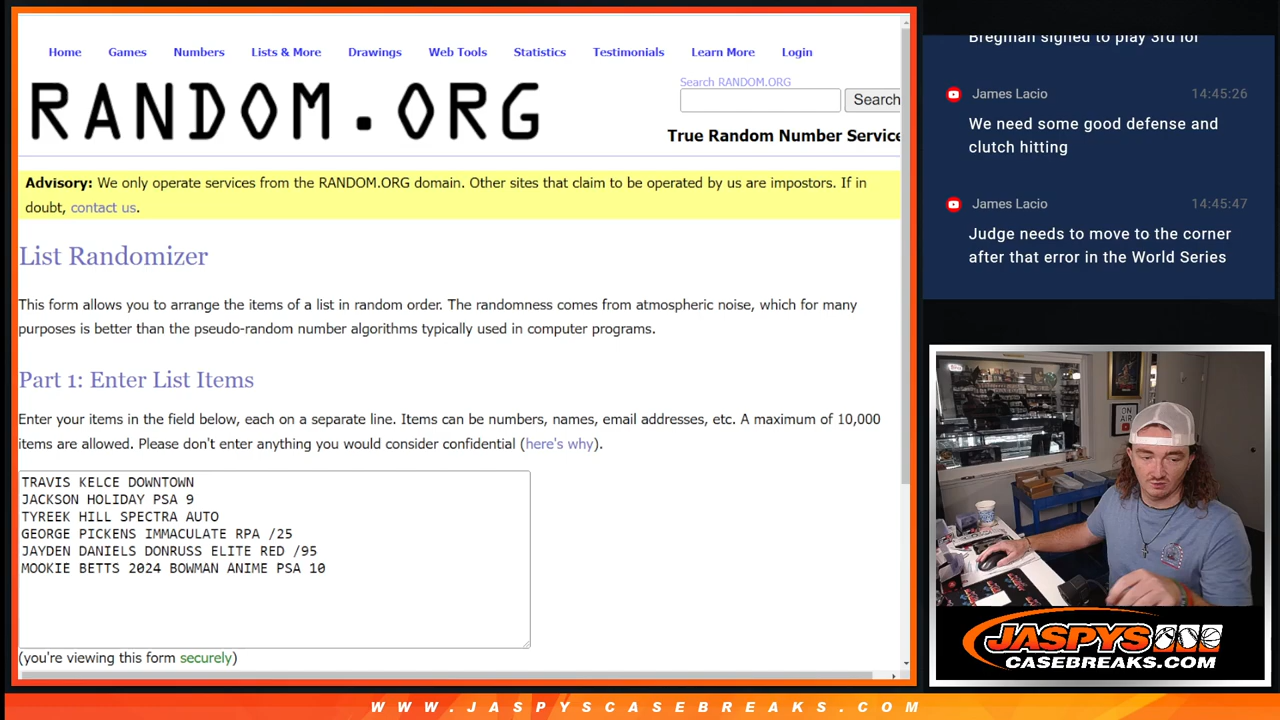 Home Games Numbers Lists & More Drawings Web Tools Statistics Testimonials Learn More Login
RANDOM.ORG
Search RANDOM.ORG
Search
True Random Number Service
Advisory: We only operate services from the RANDOM.ORG domain. Other sites that claim to be operated by us are impostors. If in
doubt, contact us.
List Randomizer
This form allows you to arrange the items of a list in random order. The randomness comes from atmospheric noise, which for many
purposes is better than the pseudo-random number algorithms typically used in computer programs.
Part 1: Enter List Items
Enter your items in the field below, each on a separate line. Items can be numbers, names, email addresses, etc. A maximum of 10,000
items are allowed. Please don't enter anything you would consider confidential (here's why).
TRAVIS KELCE DOWNTOWN
JACKSON HOLIDAY PSA 9
TYREEK HILL SPECTRA AUTO
GEORGE PICKENS IMMACULATE RPA /25
JAYDEN DANIELS DONRUSS ELITE RED /95
MOOKIE BETTS 2024 BOWMAN ANIME PSA 10
(you're viewing this form securely)
Bregman signed to play 3rd lol
James Lacio 14:45:26
We need some good defense and
clutch hitting
James Lacio 14:45:47
Judge needs to move to the corner
after that error in the World Series
ON
AIR
JASPYS
CASEBREAKS.COM
WWW.JASPYSCASEBREAKS.COM